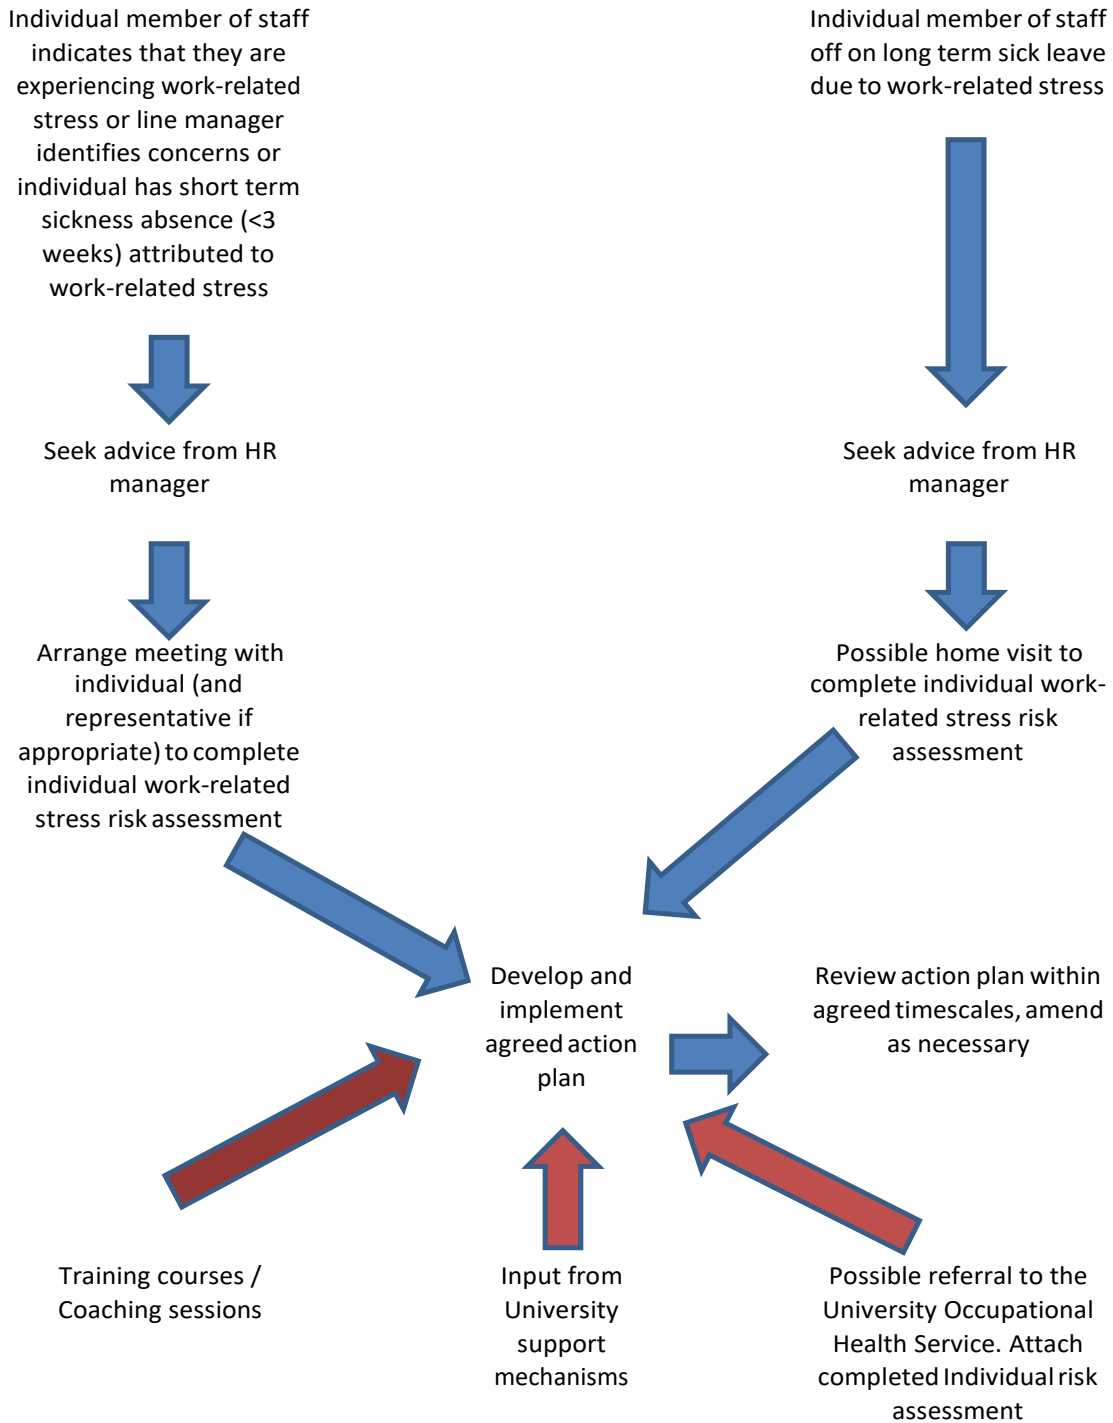 Individual member of staff
indicates that they are
experiencing work-related
stress or line manager
identifies concerns or
individual has short term
sickness absence (<3
weeks) attributed to
work-related stress
Individual member of staff
off on long term sick leave
due to work-related stress
Seek advice from HR
manager
Seek advice from HR
manager
Arrange meeting with
individual (and
representative if
appropriate) to complete
individual work-related
stress risk assessment
Possible home visit to
complete individual work-
related stress risk
assessment
Develop and
implement
agreed action
plan
Review action plan within
agreed timescales, amend
as necessary
Training courses /
Coaching sessions
Input from
University
support
mechanisms
Possible referral to the
University Occupational
Health Service. Attach
completed Individual risk
assessment